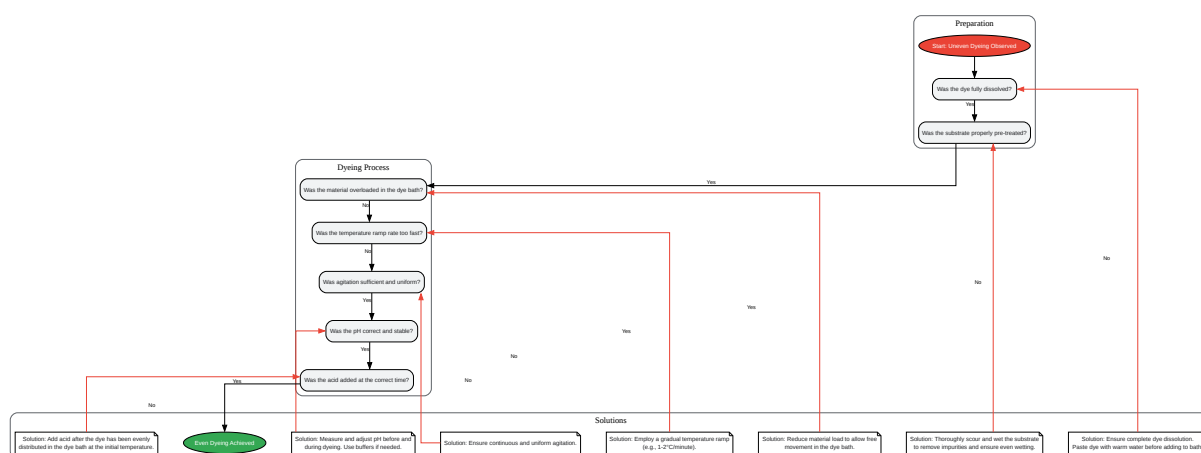 Preparation
Start: Uneven Dyeing Observed
Was the dye fully dissolved?
Yes
Was the substrate properly pre-treated?
Dyeing Process
Yes
Was the material overloaded in the dye bath?
No
Was the temperature ramp rate too fast?
No
No
No
Was agitation sufficient and uniform?
Yes
Yes
Yes
Was the pH correct and stable?
Yes
No
Was the acid added at the correct time?
No
Yes
No
Solutions
Even Dyeing Achieved
Solution: Add acid after the dye has been evenly
distributed in the dye bath at the initial temperature.
Solution: Measure and adjust pH before and
during dyeing. Use buffers if needed.
Solution: Ensure continuous and uniform agitation.
Solution: Employ a gradual temperature ramp
(e.g., 1-2°C/minute).
Solution: Reduce material load to allow free
movement in the dye bath.
Solution: Thoroughly scour and wet the substrate
to remove impurities and ensure even wetting.
Solution: Ensure complete dye dissolution.
Paste dye with warm water before adding to bath